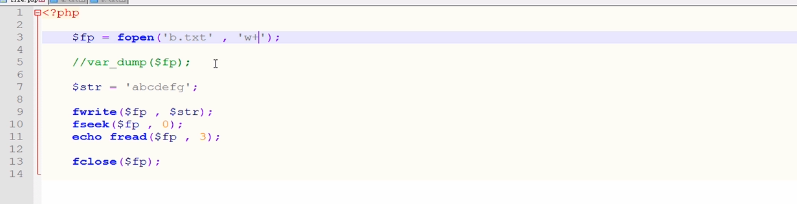 1 <?php
2
3 $fp = fopen('b.txt' , 'w+');
4
5 //var_dump($fp);
6
7 $str = 'abcdefg';
8
9 fwrite($fp , $str);
10 fseek($fp , 0);
11 echo fread($fp , 3);
12
13 fclose($fp);
14